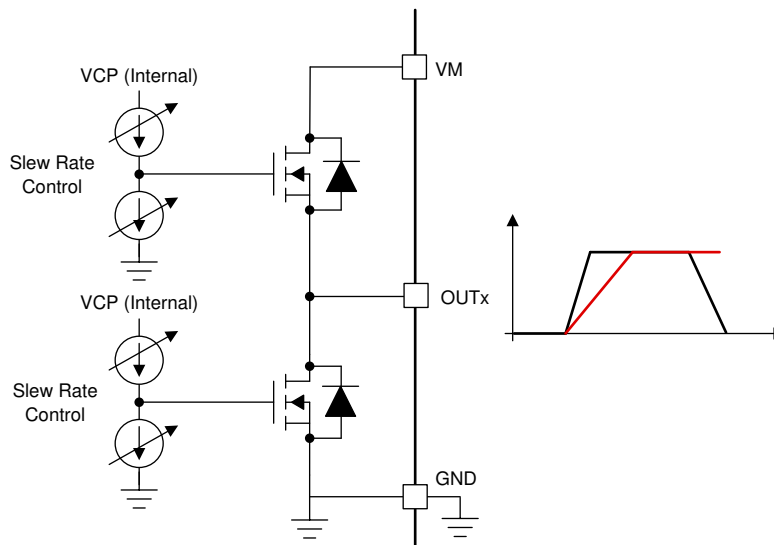 VM
VCP (Internal)
Slew Rate
Control
OUTx
VCP (Internal)
Slew Rate
Control
GND